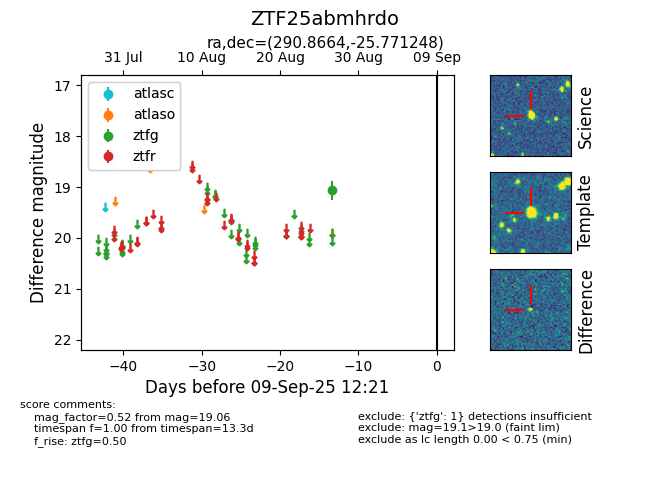 ZTF25abmhrdo
ra,dec=(290.8664,-25.771248)
31 Jul 10 Aug 20 Aug 30 Aug 09 Sep
atlasc
atlaso
ztfg
ztfr
17
18
19
20
21
22
Difference magnitude
−40 −30 −20 −10 0
Days before 09-Sep-25 12:21
Science
Template
Difference
score comments:
mag_factor=0.52 from mag=19.06
timespan f=1.00 from timespan=13.3d
f_rise: ztfg=0.50
exclude: {'ztfg': 1} detections insufficient
exclude: mag=19.1>19.0 (faint lim)
exclude as lc length 0.00 < 0.75 (min)